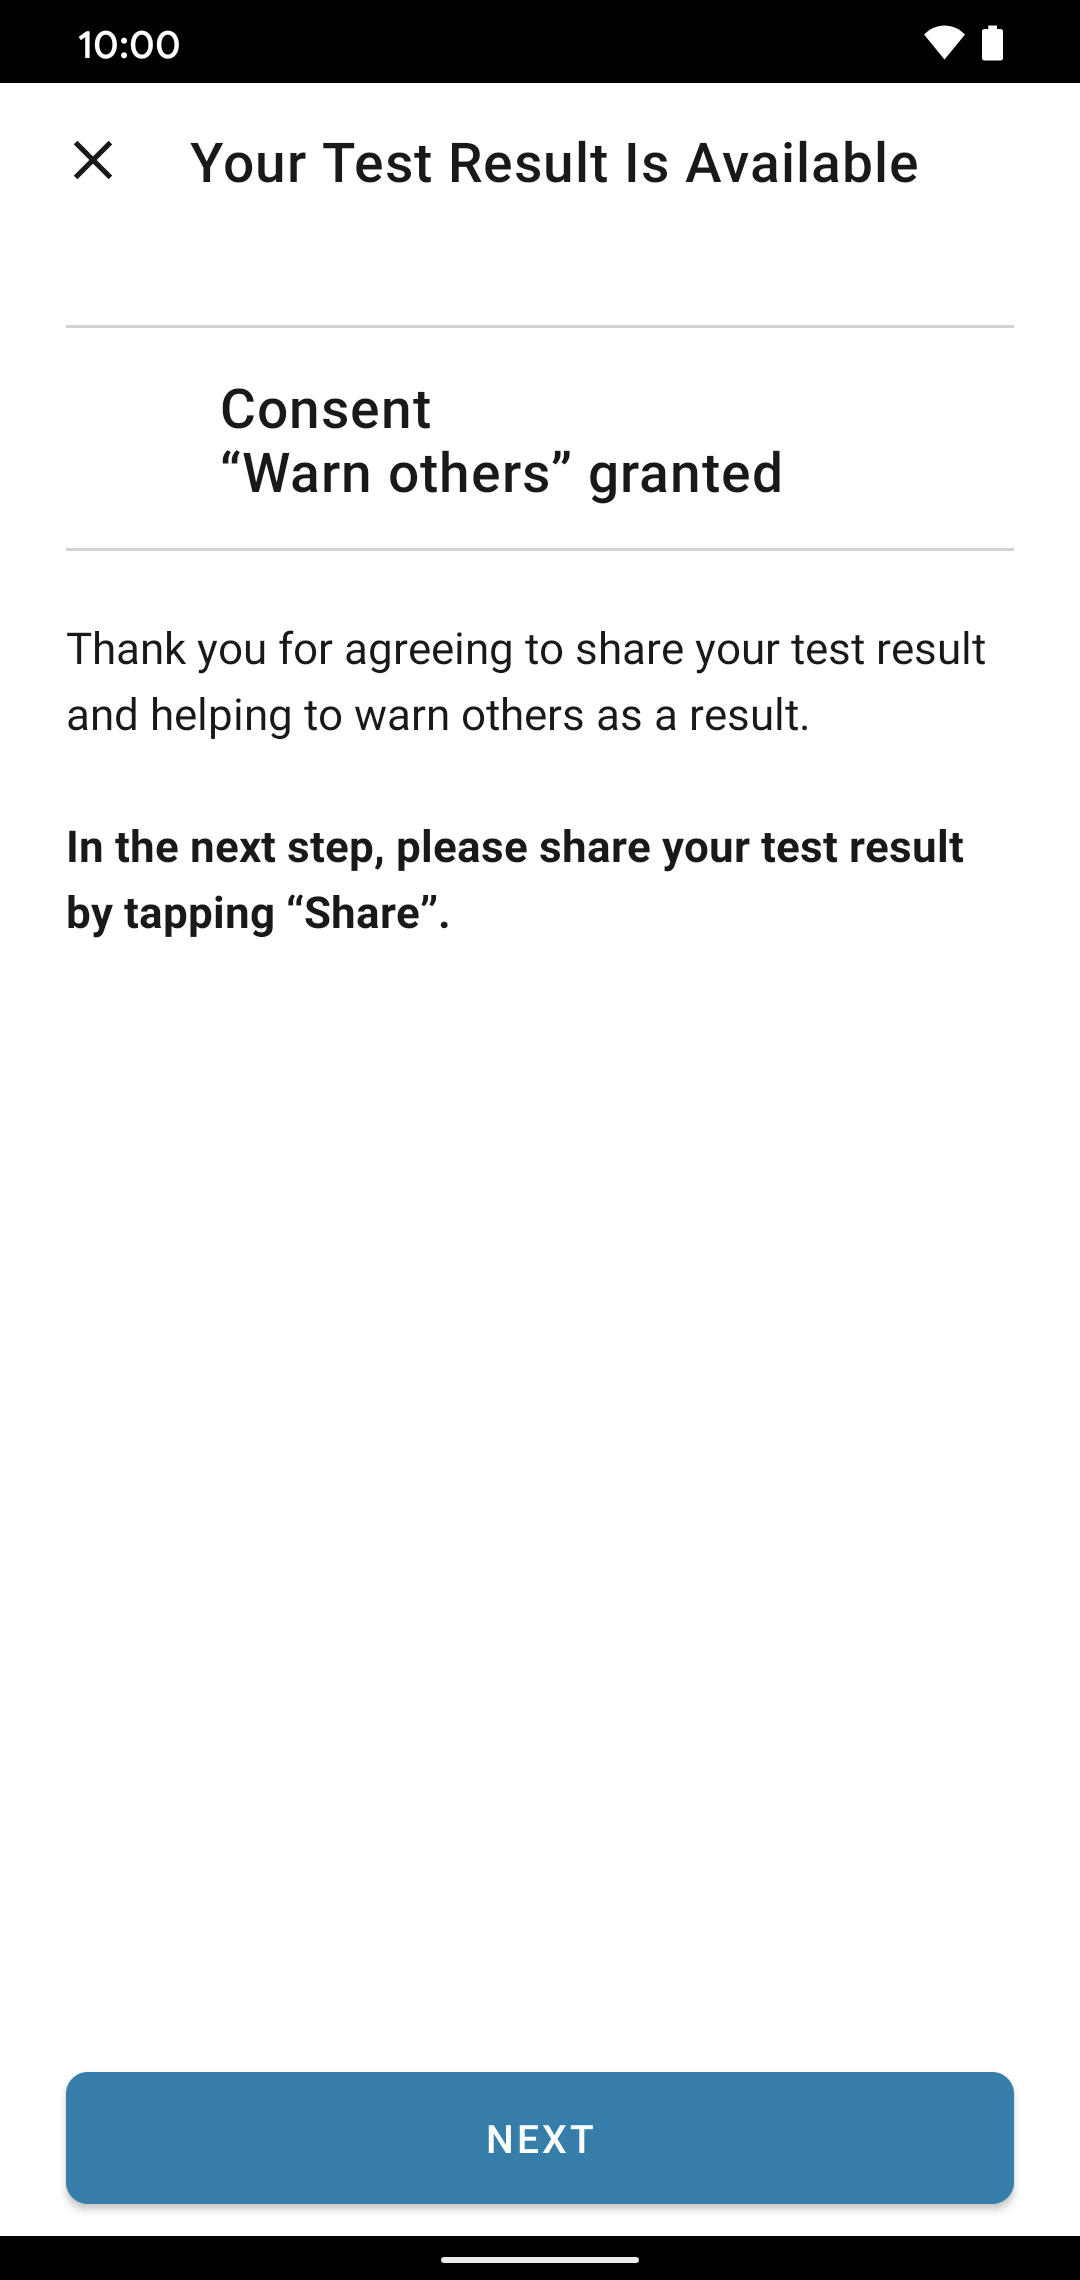 10:00
Your Test Result Is Available
Consent
“Warn others” granted
Thank you for agreeing to share your test result
and helping to warn others as a result.
In the next step, please share your test result
by tapping “Share”.
NEXT